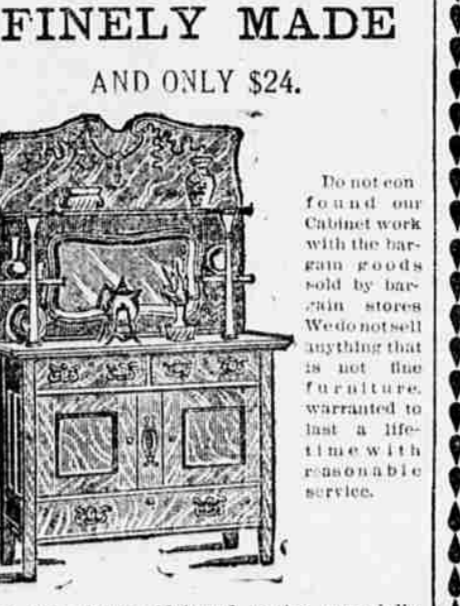 FINELY MADE
AND ONLY $24.
Do not con
found our
Cabinet work
with the bar-
gain goods
sold by bar-
gain stores
We do not sell
anything that
is not fine
furniture,
warranted to
last a life-
time with
reasonable
service.